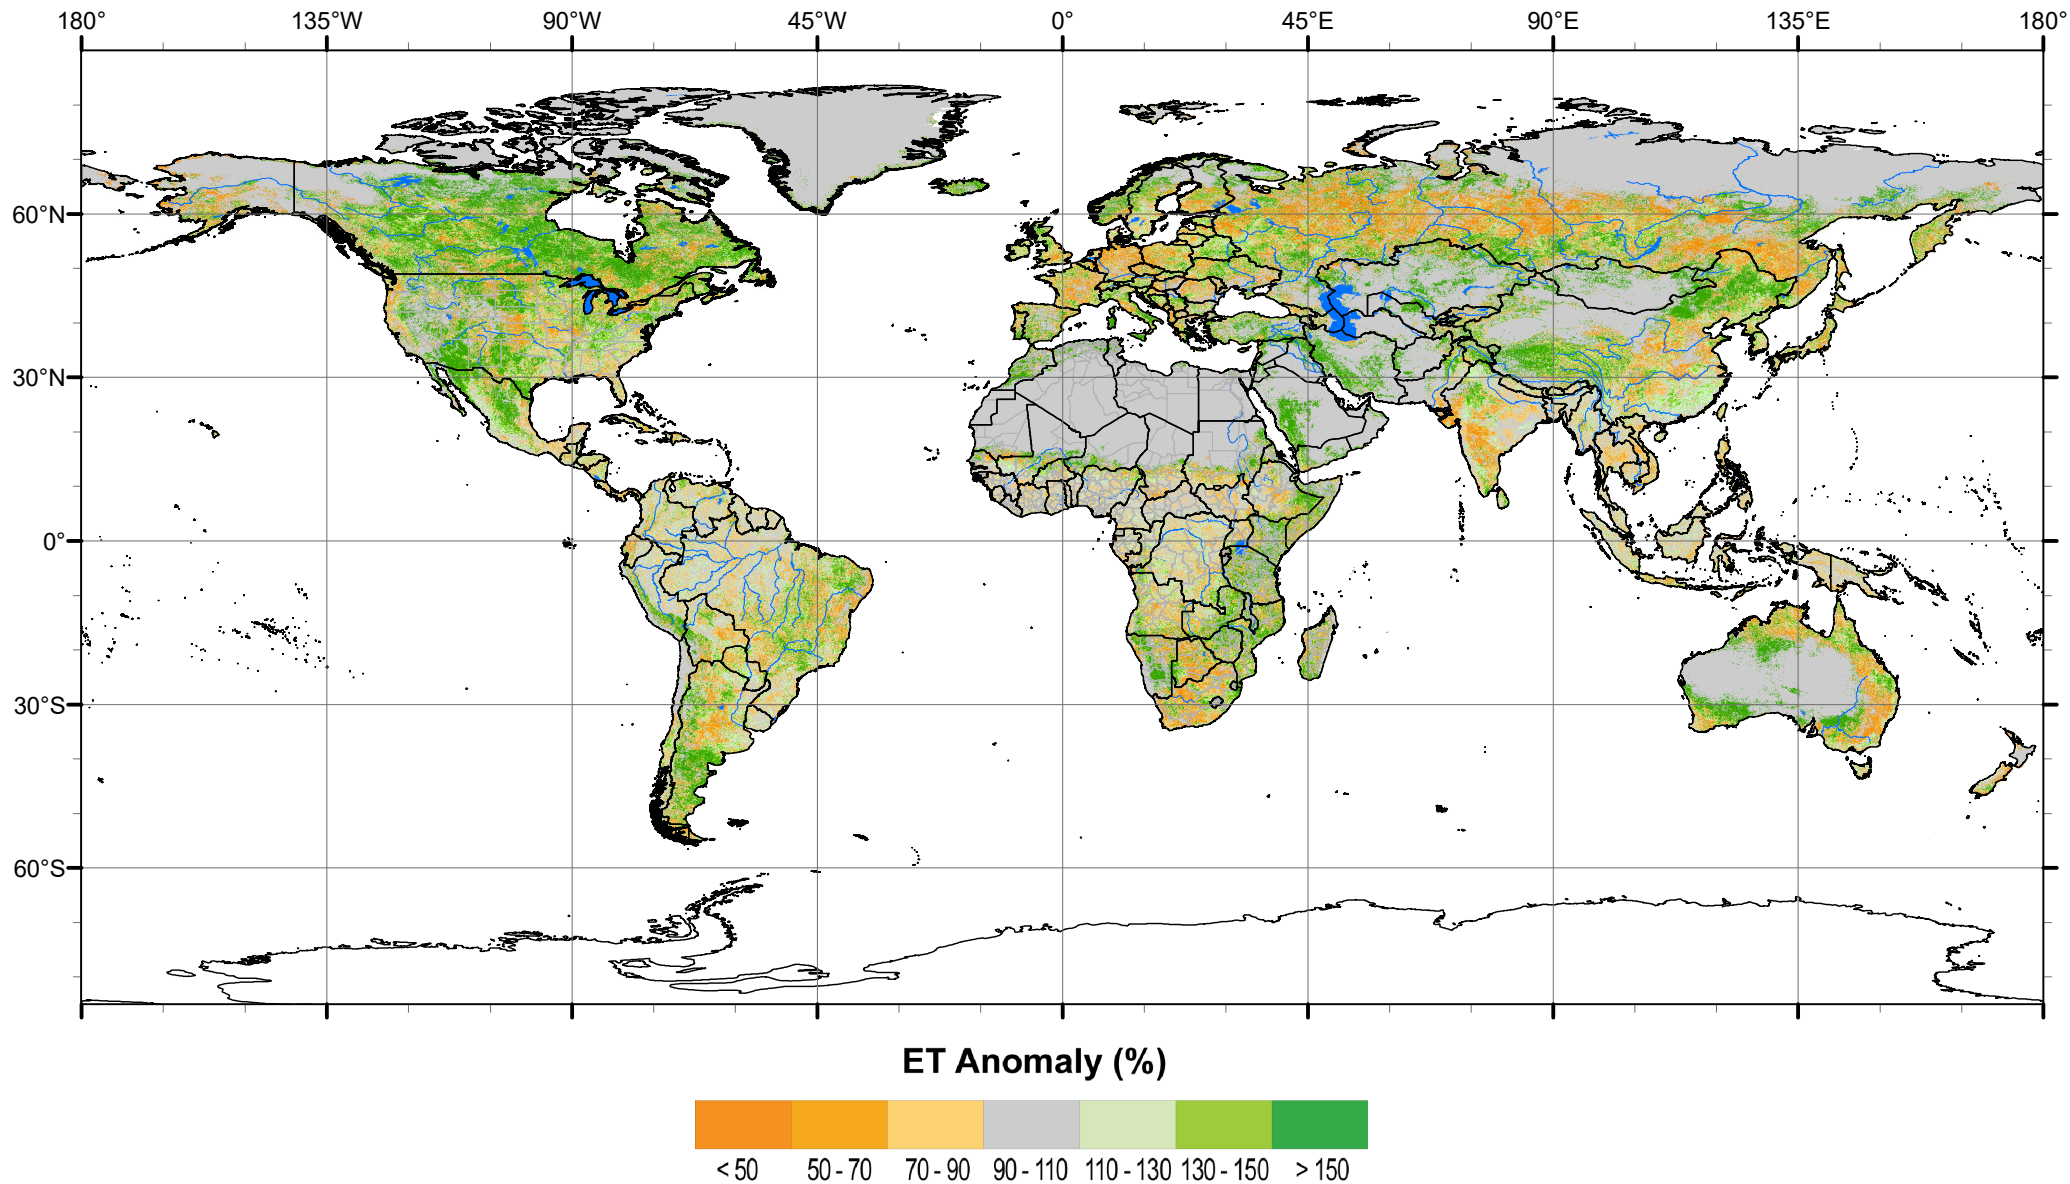 180° 135°W 90°W 45°W 0° 45°E 90°E 135°E 180°
60°N
30°N
0°
30°S
60°S
ET Anomaly (%)
< 50 50 - 70 70 - 90 90 - 110 110 - 130 130 - 150 > 150